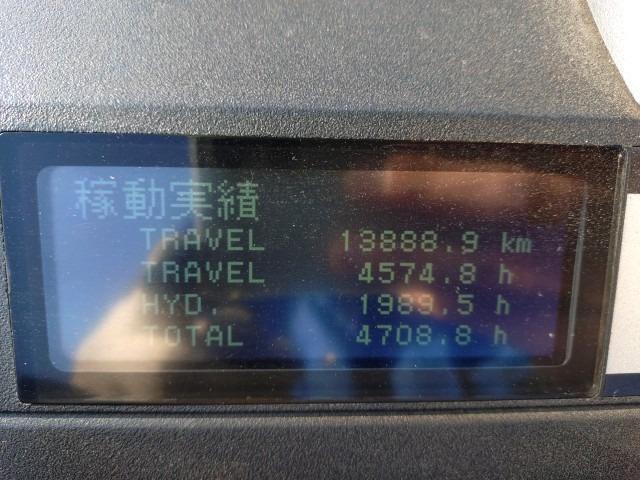 稼動実績
TRAVEL 13888.9 km
TRAVEL 4574.8 h
HYD. 1989.5 h
TOTAL 4708.8 h